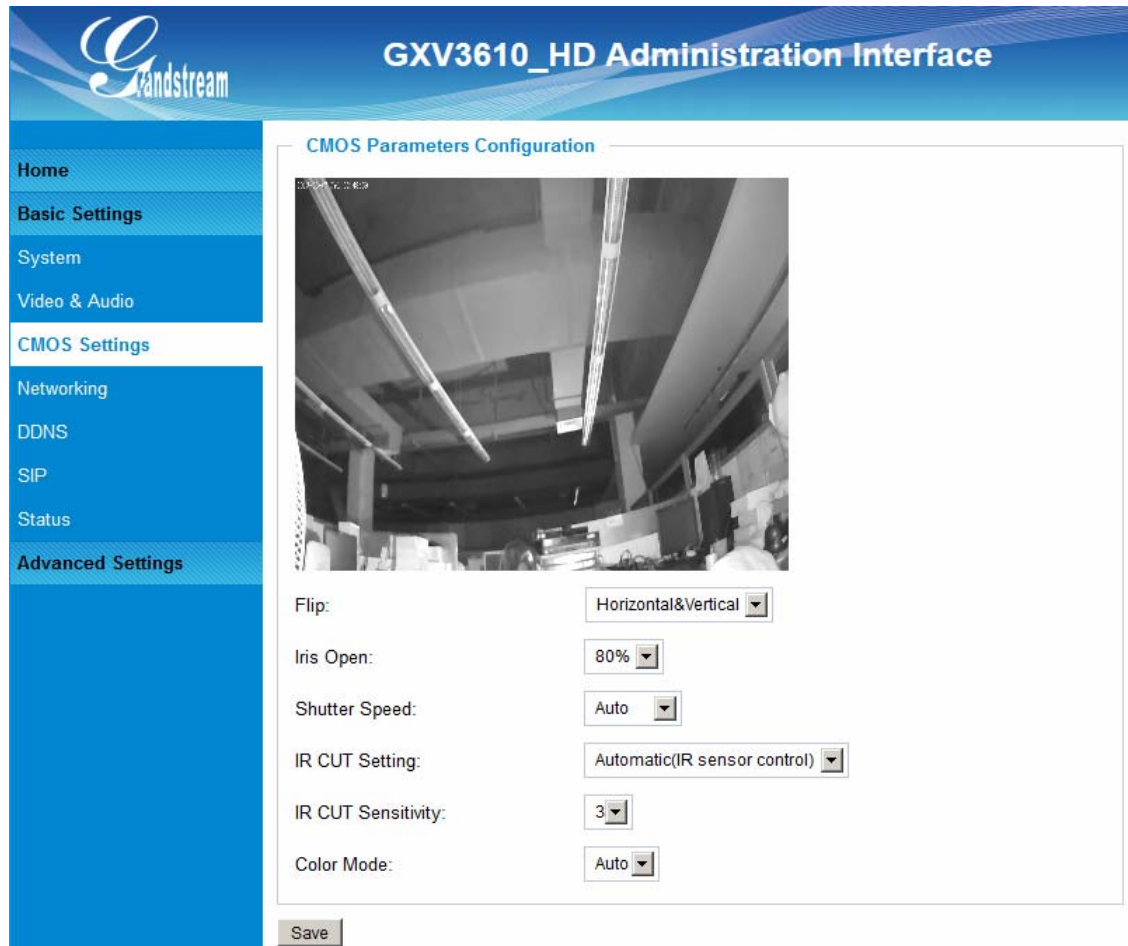 Grandstream
GXV3610_HD Administration Interface
Home
Basic Settings
System
Video & Audio
CMOS Settings
Networking
DDNS
SIP
Status
Advanced Settings
CMOS Parameters Configuration
Flip: Horizontal&Vertical
Iris Open: 80%
Shutter Speed: Auto
IR CUT Setting: Automatic(IR sensor control)
IR CUT Sensitivity: 3
Color Mode: Auto
Save